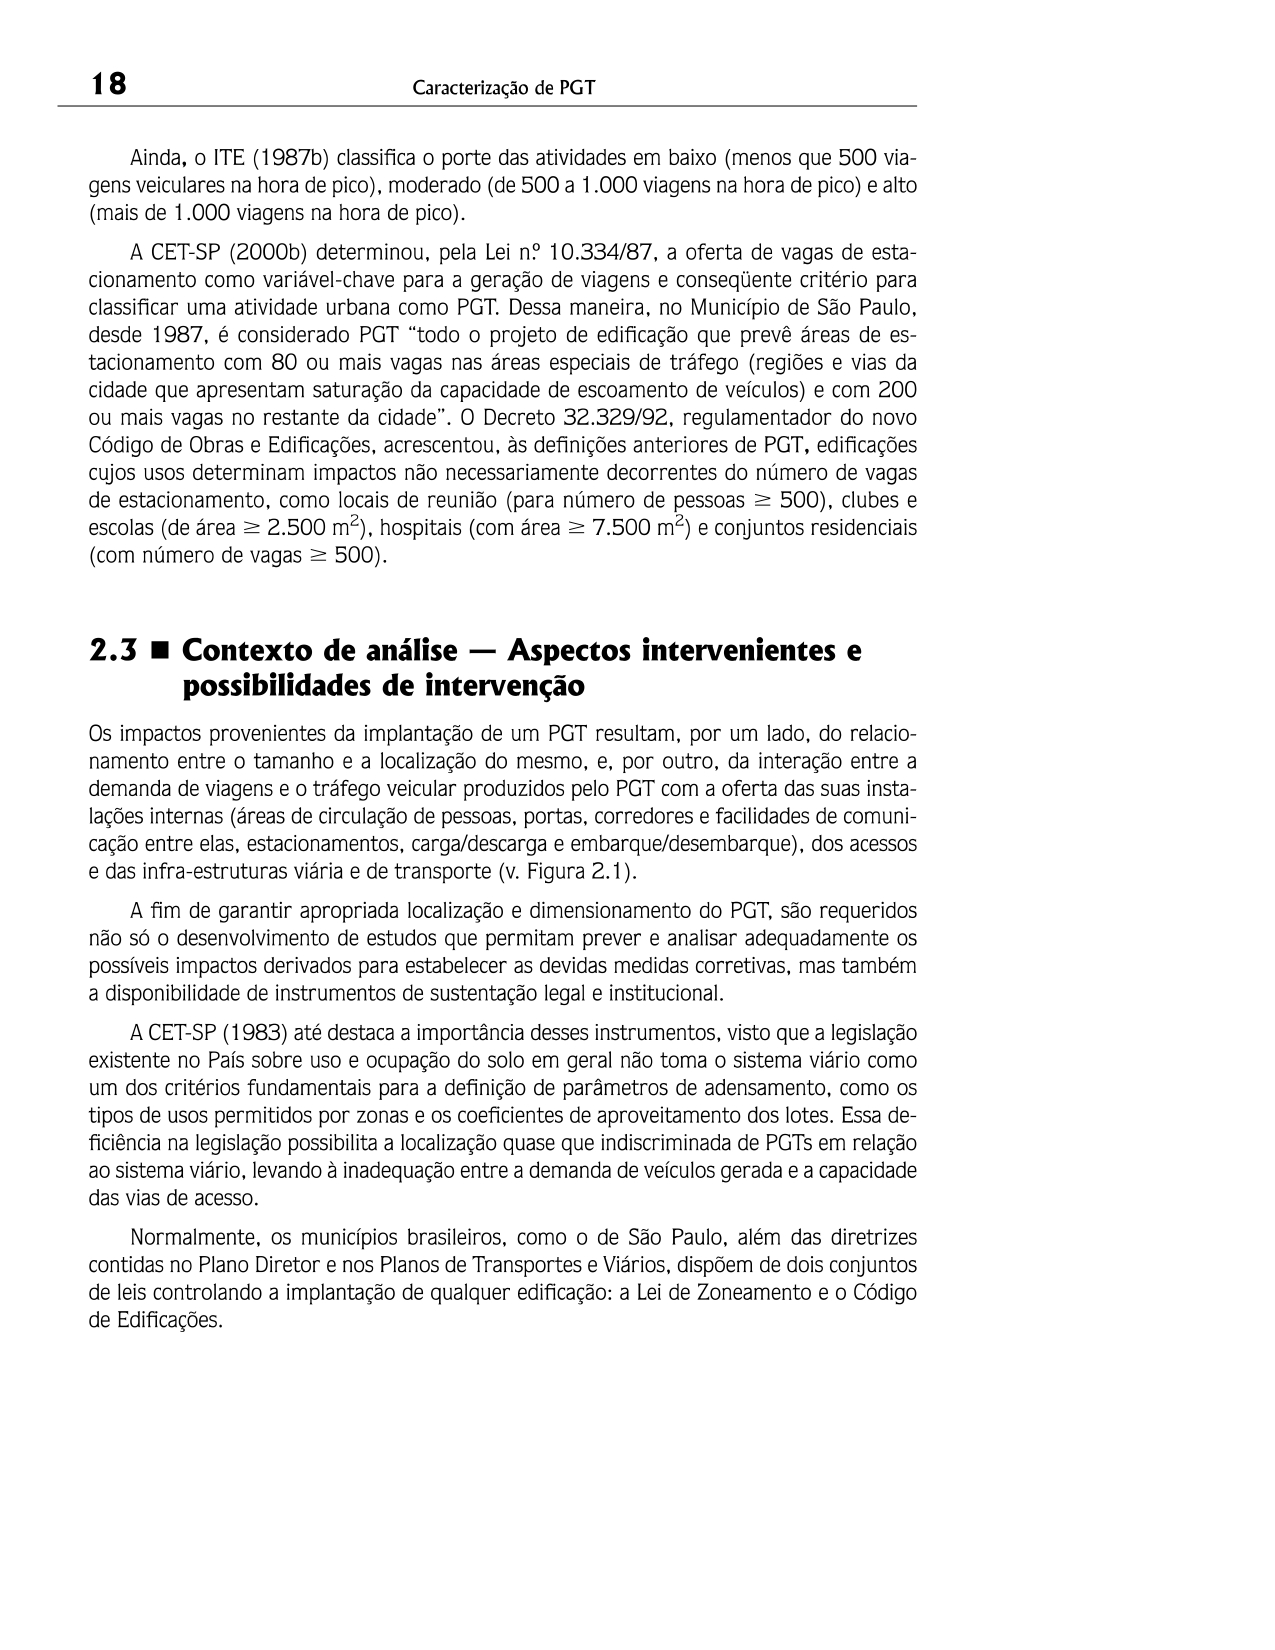 18
Caracterização de PGT
Ainda, o ITE (1987b) classifica o porte das atividades em baixo (menos que 500 via-
gens veiculares na hora de pico), moderado (de 500 a 1.000 viagens na hora de pico) e alto
(mais de 1.000 viagens na hora de pico).
A CET-SP (2000b) determinou, pela Lei n.º 10.334/87, a oferta de vagas de esta-
cionamento como variável-chave para a geração de viagens e conseqüente critério para
classificar uma atividade urbana como PGT. Dessa maneira, no Município de São Paulo,
desde 1987, é considerado PGT “todo o projeto de edificação que prevê áreas de es-
tacionamento com 80 ou mais vagas nas áreas especiais de tráfego (regiões e vias da
cidade que apresentam saturação da capacidade de escoamento de veículos) e com 200
ou mais vagas no restante da cidade”. O Decreto 32.329/92, regulamentador do novo
Código de Obras e Edificações, acrescentou, às definições anteriores de PGT, edificações
cujos usos determinam impactos não necessariamente decorrentes do número de vagas
de estacionamento, como locais de reunião (para número de pessoas ≥ 500), clubes e
escolas (de área ≥ 2.500 m²), hospitais (com área ≥ 7.500 m²) e conjuntos residenciais
(com número de vagas ≥ 500).
2.3 ■ Contexto de análise — Aspectos intervenientes e
possibilidades de intervenção
Os impactos provenientes da implantação de um PGT resultam, por um lado, do relacio-
namento entre o tamanho e a localização do mesmo, e, por outro, da interação entre a
demanda de viagens e o tráfego veicular produzidos pelo PGT com a oferta das suas insta-
lações internas (áreas de circulação de pessoas, portas, corredores e facilidades de comuni-
cação entre elas, estacionamentos, carga/descarga e embarque/desembarque), dos acessos
e das infra-estruturas viária e de transporte (v. Figura 2.1).
A fim de garantir apropriada localização e dimensionamento do PGT, são requeridos
não só o desenvolvimento de estudos que permitam prever e analisar adequadamente os
possíveis impactos derivados para estabelecer as devidas medidas corretivas, mas também
a disponibilidade de instrumentos de sustentação legal e institucional.
A CET-SP (1983) até destaca a importância desses instrumentos, visto que a legislação
existente no País sobre uso e ocupação do solo em geral não toma o sistema viário como
um dos critérios fundamentais para a definição de parâmetros de adensamento, como os
tipos de usos permitidos por zonas e os coeficientes de aproveitamento dos lotes. Essa de-
ficiência na legislação possibilita a localização quase que indiscriminada de PGTs em relação
ao sistema viário, levando à inadequação entre a demanda de veículos gerada e a capacidade
das vias de acesso.
Normalmente, os municípios brasileiros, como o de São Paulo, além das diretrizes
contidas no Plano Diretor e nos Planos de Transportes e Viários, dispõem de dois conjuntos
de leis controlando a implantação de qualquer edificação: a Lei de Zoneamento e o Código
de Edificações.